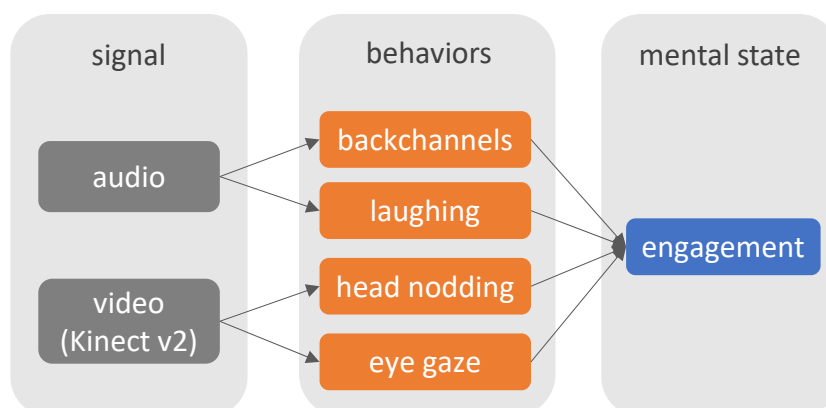 signal
behaviors
mental state
audio
backchannels
laughing
video
(Kinect v2)
head nodding
eye gaze
engagement